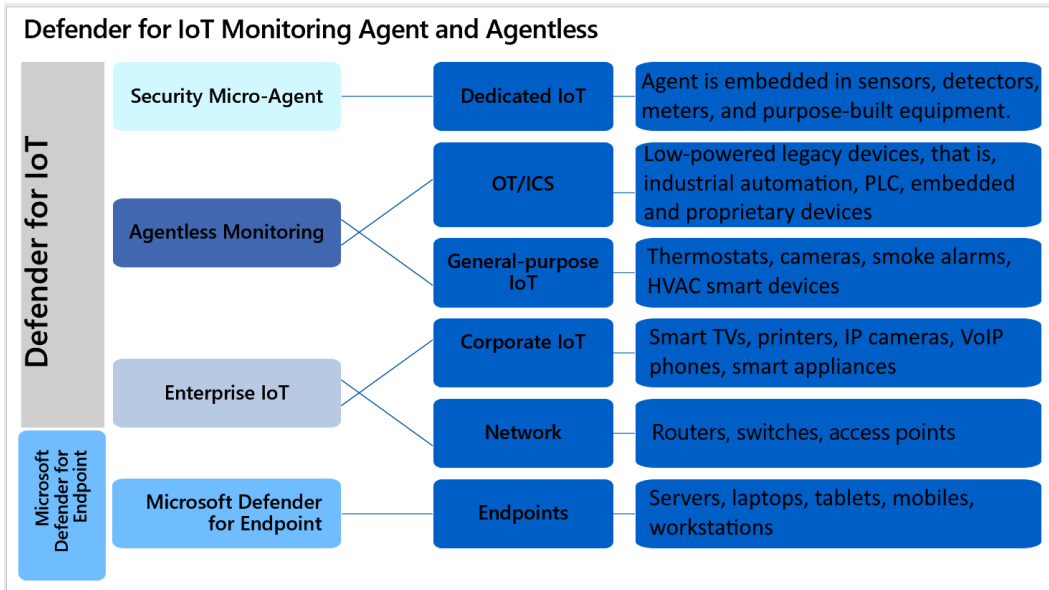 Defender for IoT Monitoring Agent and Agentless
Defender for IoT
Security Micro-Agent
Dedicated IoT
Agent is embedded in sensors, detectors,
meters, and purpose-built equipment.
Agentless Monitoring
OT/ICS
Low-powered legacy devices, that is,
industrial automation, PLC, embedded
and proprietary devices
General-purpose
IoT
Thermostats, cameras, smoke alarms,
HVAC smart devices
Enterprise IoT
Corporate IoT
Smart TVs, printers, IP cameras, VoIP
phones, smart appliances
Network
Routers, switches, access points
Microsoft
Defender for
Endpoint
Microsoft Defender
for Endpoint
Endpoints
Servers, laptops, tablets, mobiles,
workstations